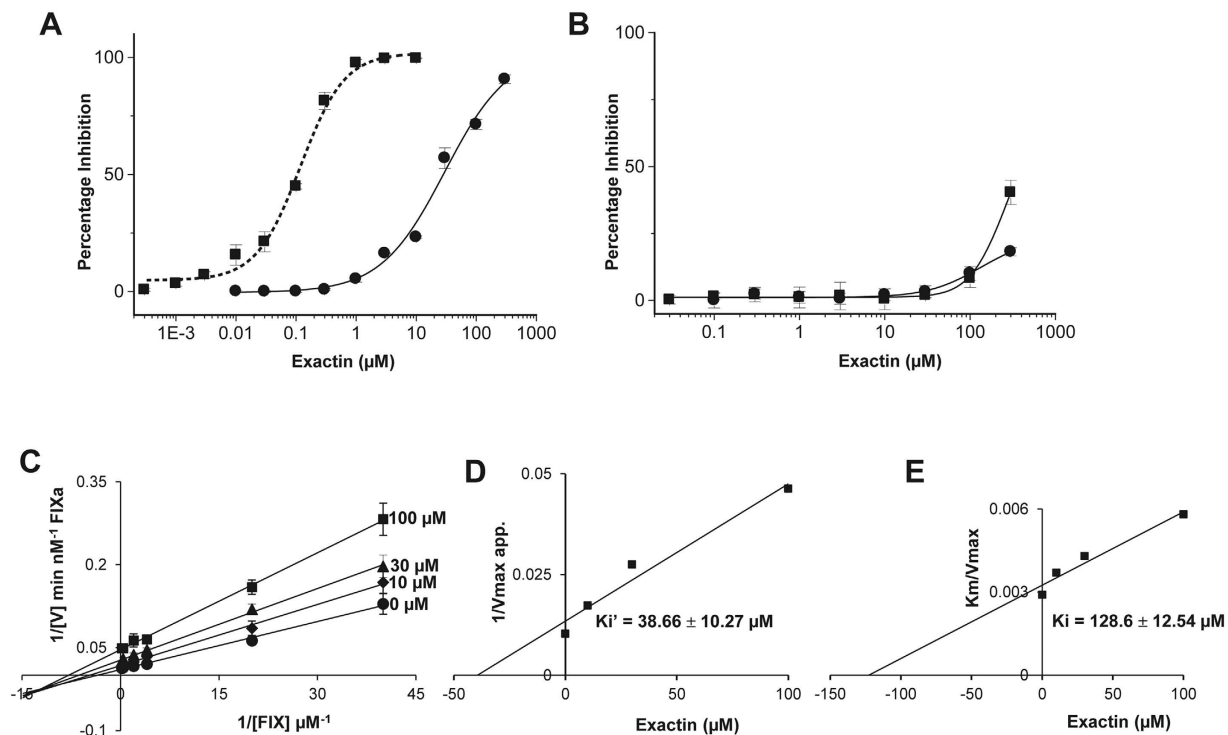 A
Percentage Inhibition
100
50
0
1E-3
0.01
0.1
1
10
100
1000
Exactin (µM)
B
Percentage Inhibition
100
50
0
0.1
1
10
100
1000
Exactin (µM)
C
1/[V] min nM⁻¹ FIXa
0.35
0.2
0.05
-0.1
-15
0
15
30
45
100 µM
30 µM
10 µM
0 µM
1/[FIX] µM⁻¹
D
1/Vmax app.
0.05
0.025
0
-50
0
50
100
Ki' = 38.66 ± 10.27 µM
Exactin (µM)
E
Km/Vmax
0.006
0.003
0
-150
-100
-50
0
50
100
Ki = 128.6 ± 12.54 µM
Exactin (µM)